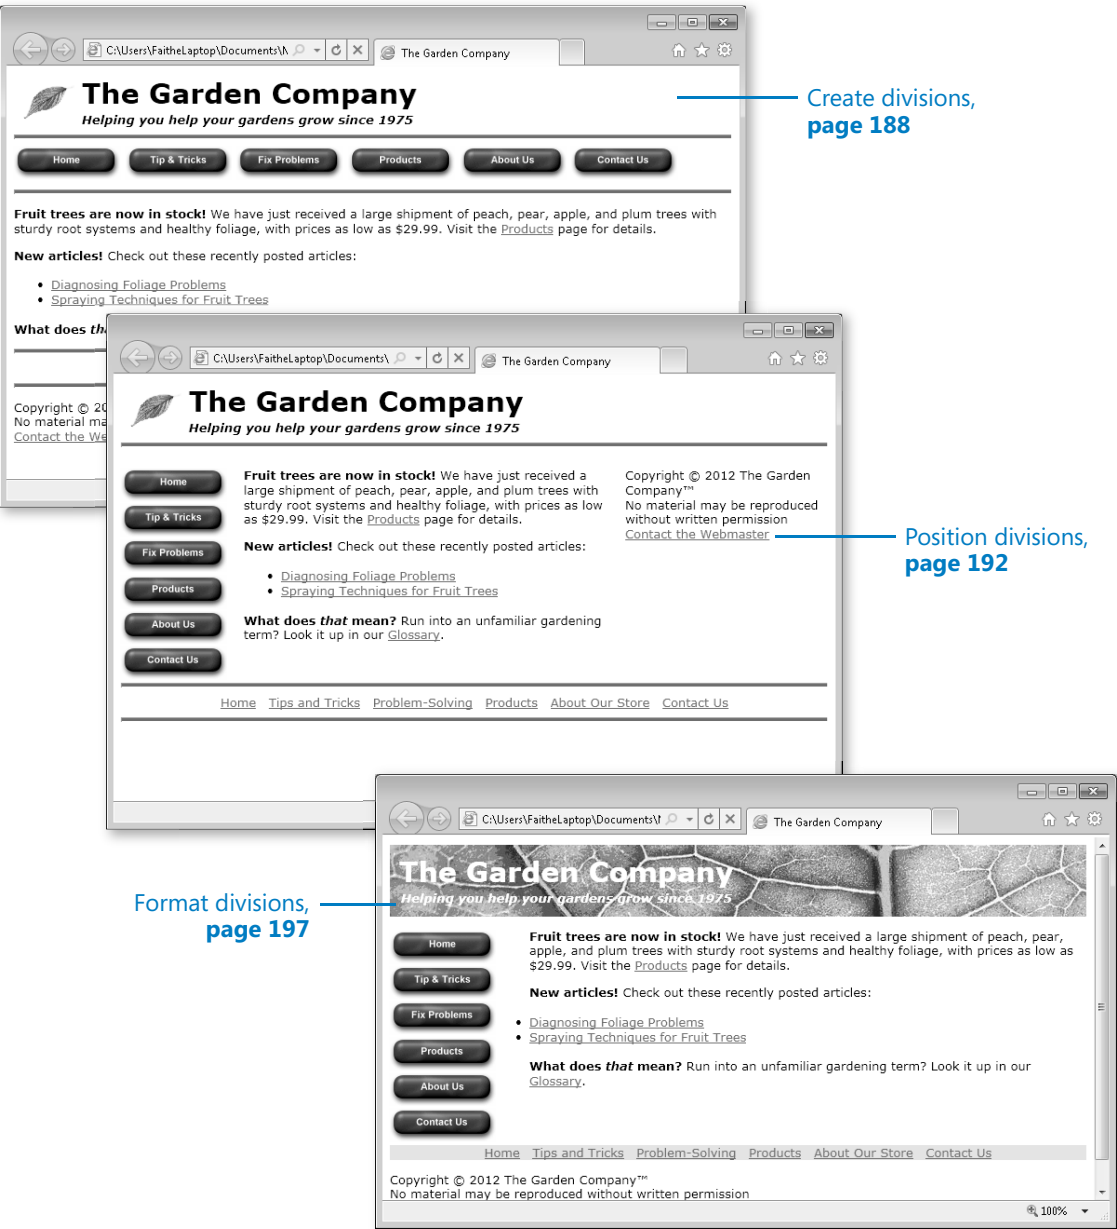 C:\Users\FaitheLaptop\Documents\N
The Garden Company
The Garden Company
Helping you help your gardens grow since 1975
Home Tip & Tricks Fix Problems Products About Us Contact Us
Fruit trees are now in stock! We have just received a large shipment of peach, pear, apple, and plum trees with
sturdy root systems and healthy foliage, with prices as low as $29.99. Visit the Products page for details.
New articles! Check out these recently posted articles:
• Diagnosing Foliage Problems
• Spraying Techniques for Fruit Trees
What does
Copyright ©
No material
Contact the
Create divisions,
page 188
C:\Users\FaitheLaptop\Documents\
The Garden Company
The Garden Company
Helping you help your gardens grow since 1975
Home
Tip & Tricks
Fix Problems
Products
About Us
Contact Us
Fruit trees are now in stock! We have just received a
large shipment of peach, pear, apple, and plum trees with
sturdy root systems and healthy foliage, with prices as low
as $29.99. Visit the Products page for details.
New articles! Check out these recently posted articles:
• Diagnosing Foliage Problems
• Spraying Techniques for Fruit Trees
What does that mean? Run into an unfamiliar gardening
term? Look it up in our Glossary.
Copyright © 2012 The Garden
Company™
No material may be reproduced
without written permission
Contact the Webmaster
Home Tips and Tricks Problem-Solving Products About Our Store Contact Us
Position divisions,
page 192
C:\Users\FaitheLaptop\Documents\
The Garden Company
The Garden Company
Helping you help your gardens grow since 1975
Home
Tip & Tricks
Fix Problems
Products
About Us
Contact Us
Fruit trees are now in stock! We have just received a large shipment of peach, pear,
apple, and plum trees with sturdy root systems and healthy foliage, with prices as low as
$29.99. Visit the Products page for details.
New articles! Check out these recently posted articles:
• Diagnosing Foliage Problems
• Spraying Techniques for Fruit Trees
What does that mean? Run into an unfamiliar gardening term? Look it up in our
Glossary.
Home Tips and Tricks Problem-Solving Products About Our Store Contact Us
Copyright © 2012 The Garden Company™
No material may be reproduced without written permission
100%
Format divisions,
page 197